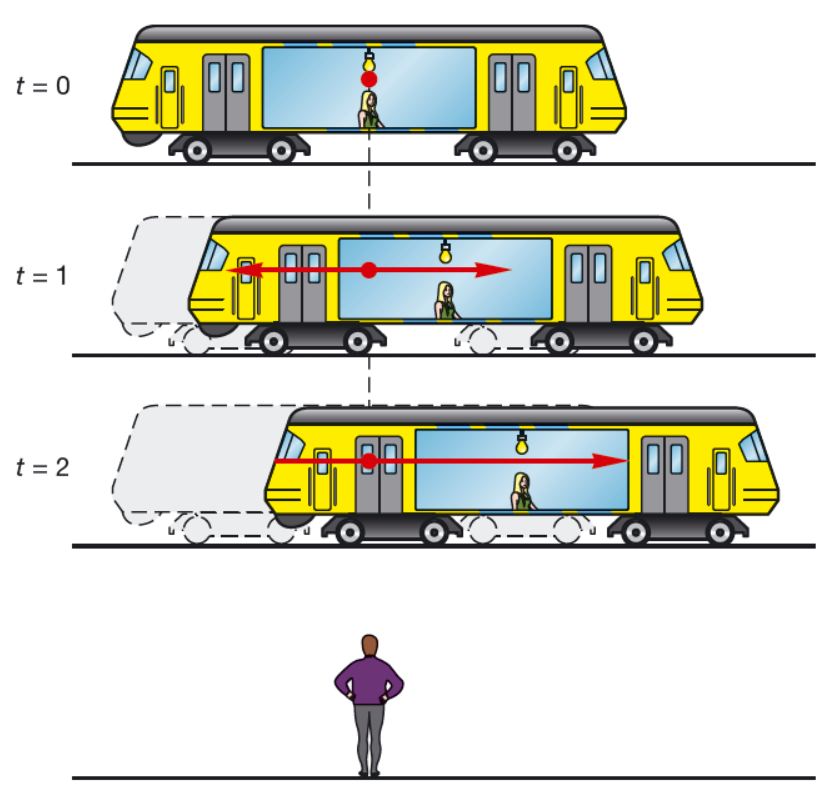 t = 0
t = 1
t = 2